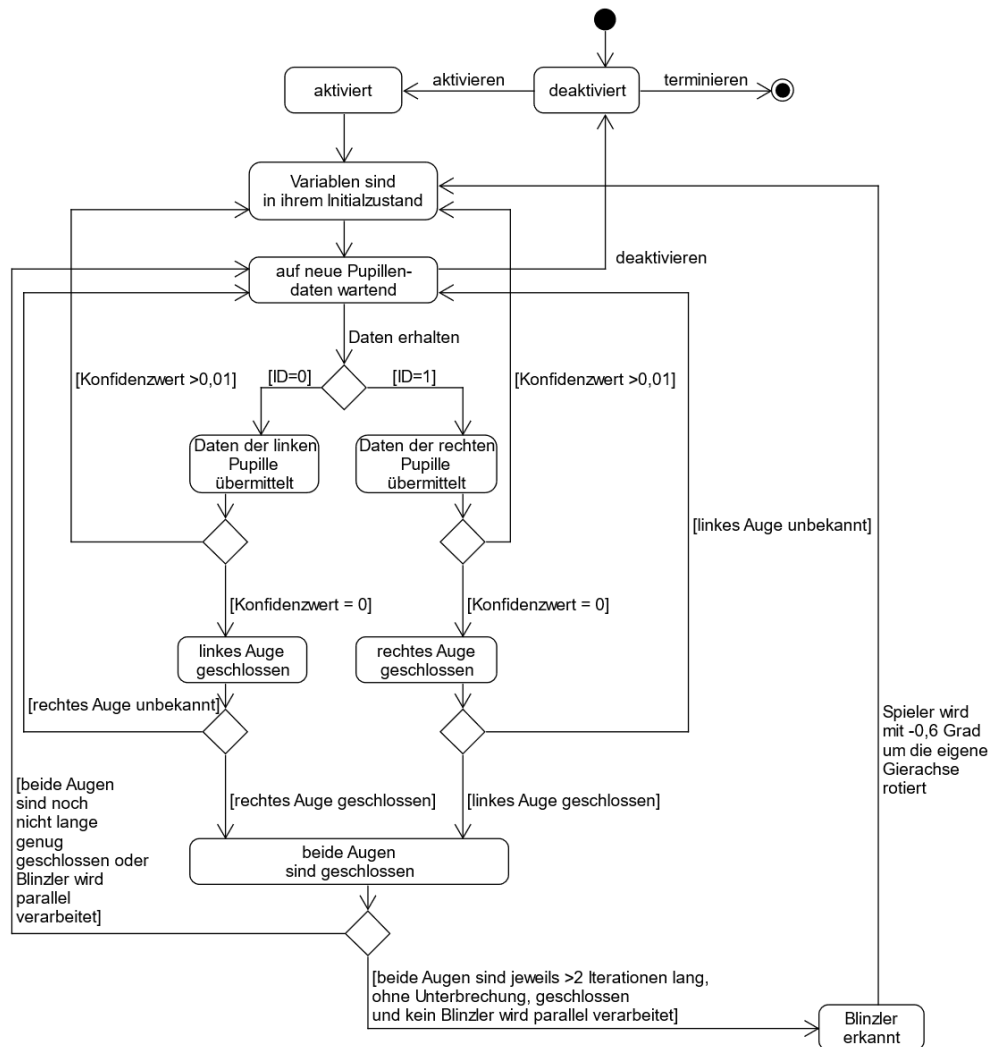 aktiviert
aktivieren
deaktiviert
terminieren
Variablen sind
in ihrem Initialzustand
auf neue Pupillen-
daten wartend
deaktivieren
Daten erhalten
[Konfidenzwert >0,01]
[ID=0]
[ID=1]
[Konfidenzwert >0,01]
Daten der linken
Pupille
übermittelt
Daten der rechten
Pupille
übermittelt
[linkes Auge unbekannt]
[Konfidenzwert = 0]
[Konfidenzwert = 0]
linkes Auge
geschlossen
rechtes Auge
geschlossen
[rechtes Auge unbekannt]
Spieler wird
mit -0,6 Grad
um die eigene
Gierachse
rotiert
[beide Augen
sind noch
nicht lange
genug
geschlossen oder
Blinzler wird
parallel
verarbeitet]
[rechtes Auge geschlossen]
[linkes Auge geschlossen]
beide Augen
sind geschlossen
[beide Augen sind jeweils >2 Iterationen lang,
ohne Unterbrechung, geschlossen
und kein Blinzler wird parallel verarbeitet]
Blinzler
erkannt